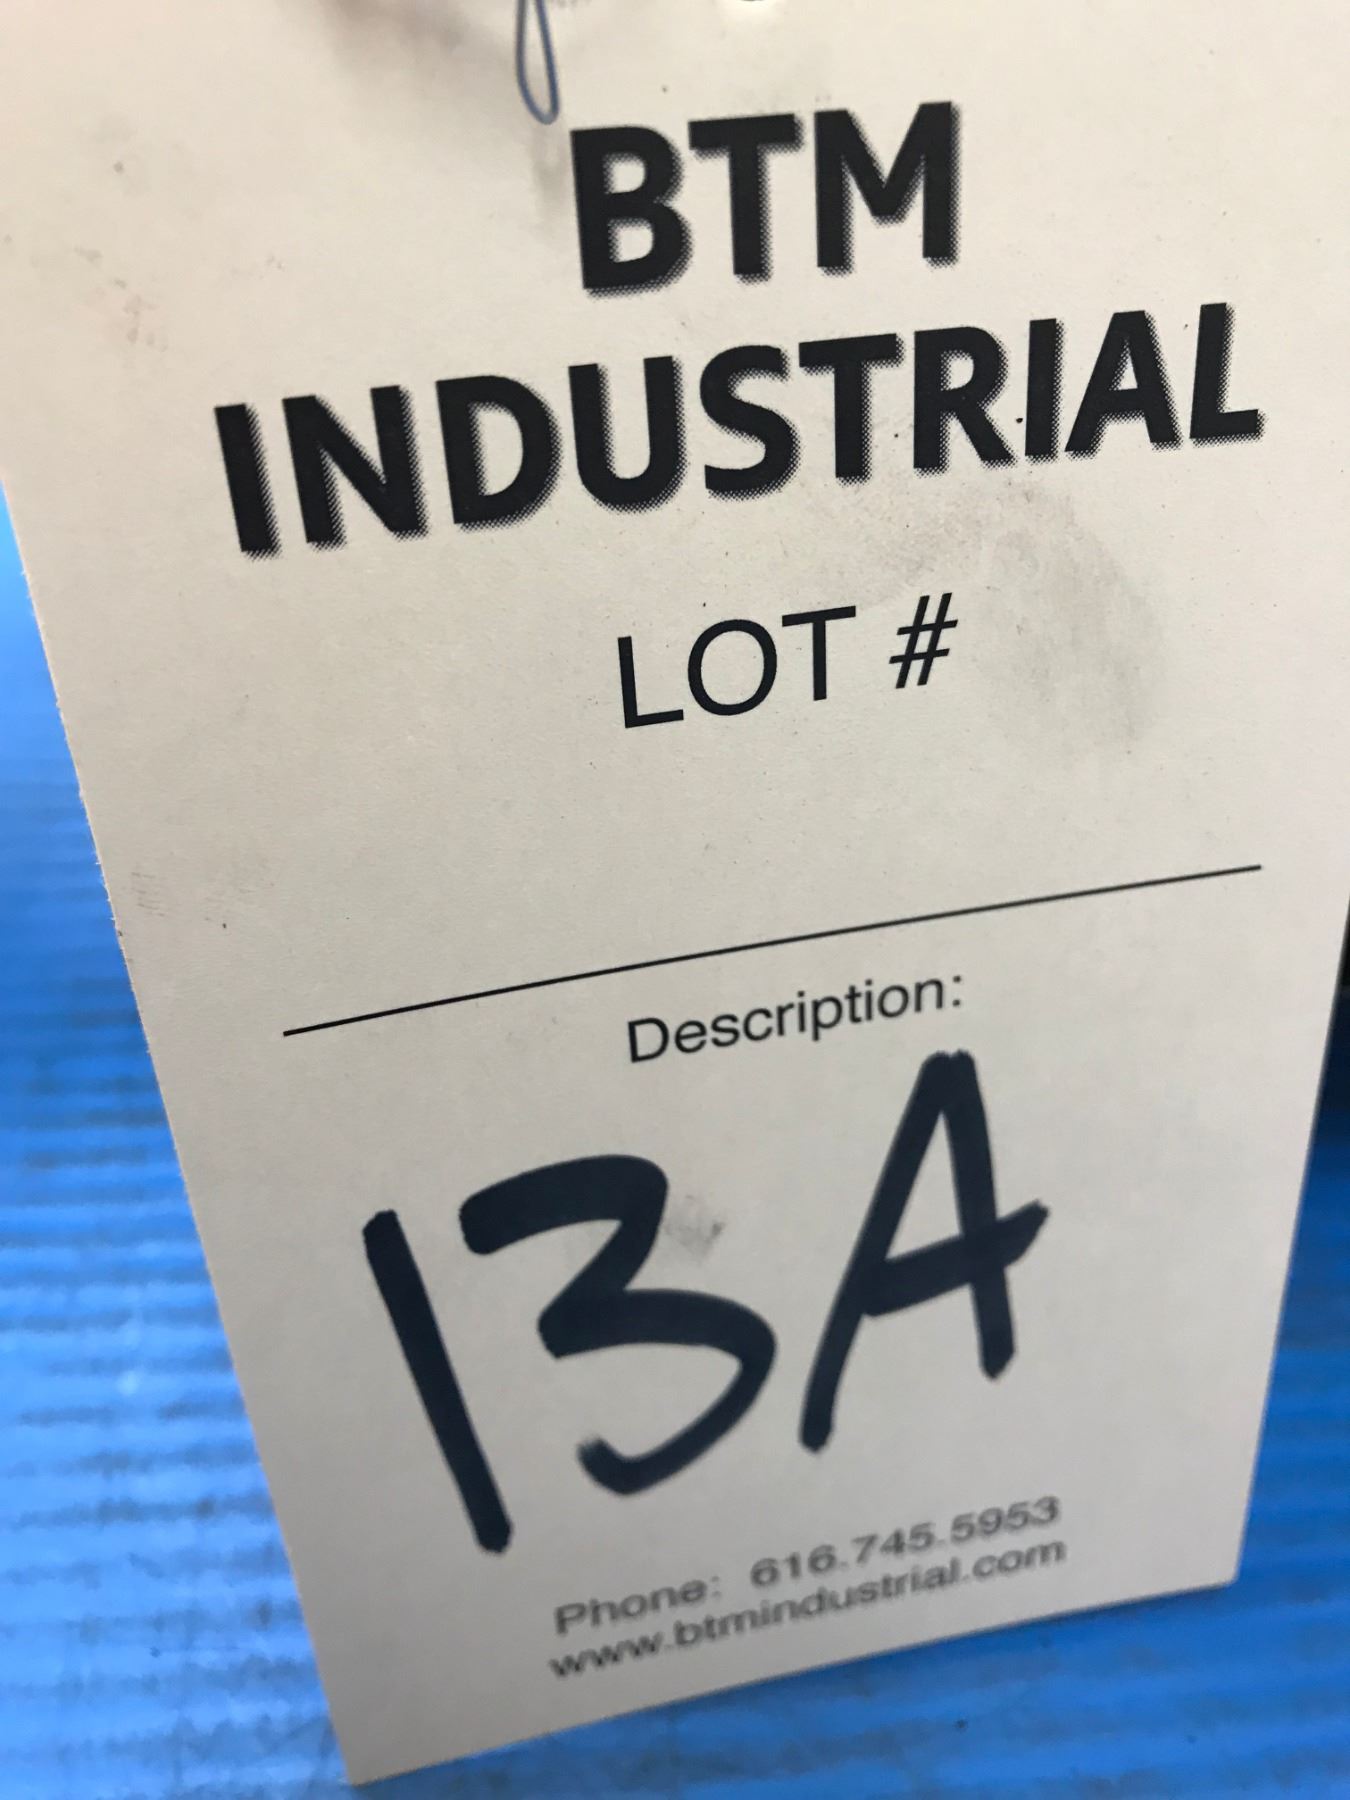 BTM
INDUSTRIAL
LOT #
Description:
13A
Phone: 616.745.5953
www.btmindustrial.com